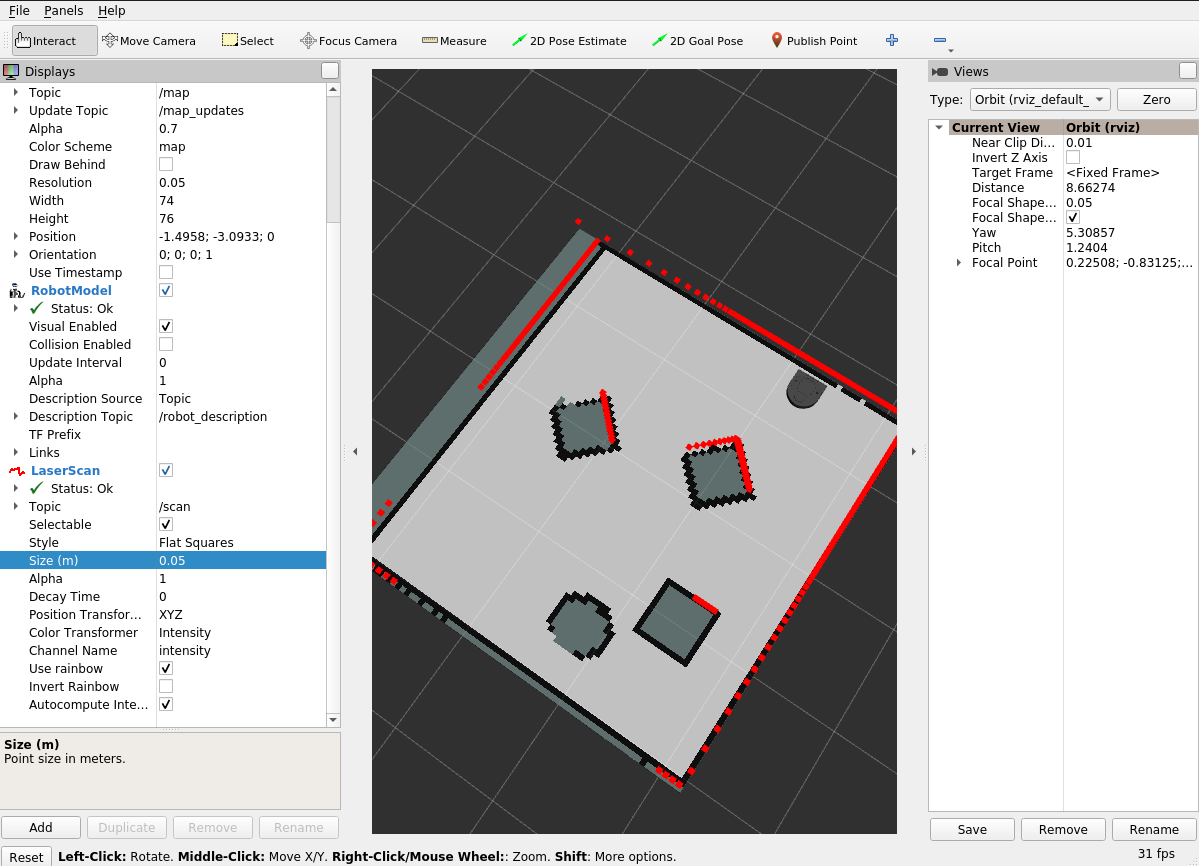 File Panels Help
Interact Move Camera Select Focus Camera Measure 2D Pose Estimate 2D Goal Pose Publish Point
Displays
Topic /map
Update Topic /map_updates
Alpha 0.7
Color Scheme map
Draw Behind
Resolution 0.05
Width 74
Height 76
Position -1.4958; -3.0933; 0
Orientation 0; 0; 0; 1
Use Timestamp
RobotModel
Status: Ok
Visual Enabled
Collision Enabled
Update Interval 0
Alpha 1
Description Source Topic
Description Topic /robot_description
TF Prefix
Links
LaserScan
Status: Ok
Topic /scan
Selectable
Style Flat Squares
Size (m) 0.05
Alpha 1
Decay Time 0
Position Transfor... XYZ
Color Transformer Intensity
Channel Name intensity
Use rainbow
Invert Rainbow
Autocompute Inte...
Size (m)
Point size in meters.
Add Duplicate Remove Rename
Views
Type: Orbit (rviz_default_ Zero
Current View Orbit (rviz)
Near Clip Di... 0.01
Invert Z Axis
Target Frame <Fixed Frame>
Distance 8.66274
Focal Shape... 0.05
Focal Shape...
Yaw 5.30857
Pitch 1.2404
Focal Point 0.22508; -0.83125;...
Save Remove Rename
Reset Left-Click: Rotate. Middle-Click: Move X/Y. Right-Click/Mouse Wheel:: Zoom. Shift: More options. 31 fps